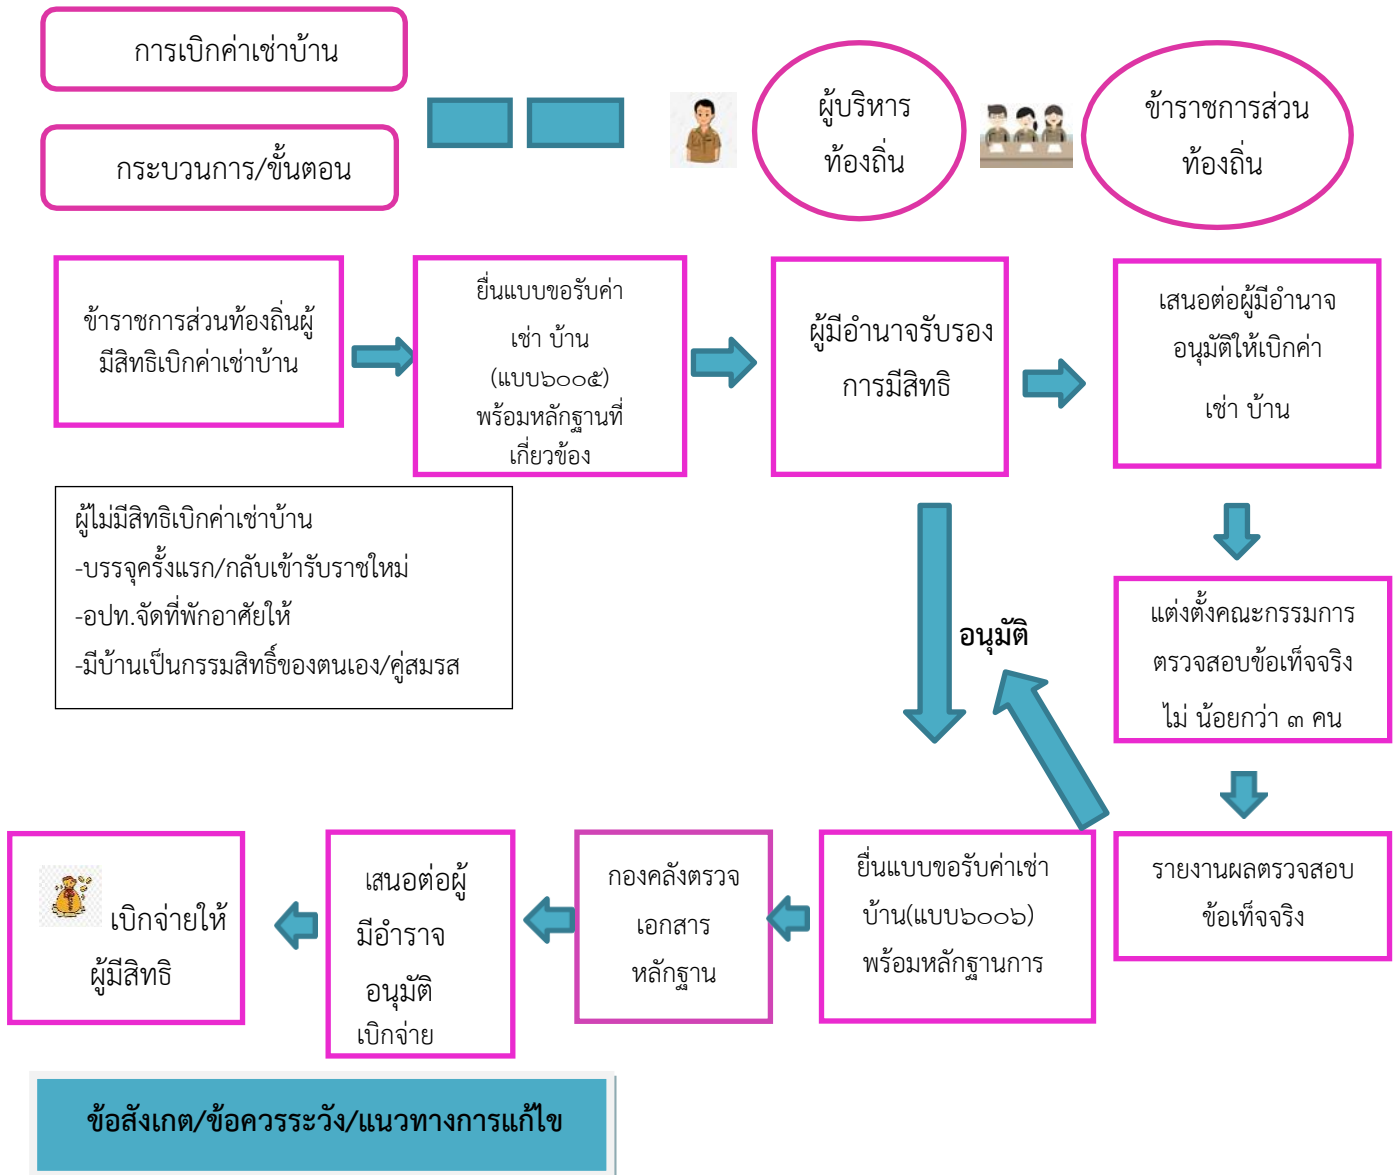 การเบิกค่าเช่าบ้าน
กระบวนการ/ขั้นตอน
ผู้บริหาร
ท้องถิ่น
ข้าราชการส่วน
ท้องถิ่น
ข้าราชการส่วนท้องถิ่นผู้
มีสิทธิเบิกค่าเช่าบ้าน
ยื่นแบบขอรับค่า
เช่า บ้าน
(แบบ๖๐๐๕)
พร้อมหลักฐานที่
เกี่ยวข้อง
ผู้มีอำนาจรับรอง
การมีสิทธิ
เสนอต่อผู้มีอำนาจ
อนุมัติให้เบิกค่า
เช่า บ้าน
ผู้ไม่มีสิทธิเบิกค่าเช่าบ้าน
-บรรจุครั้งแรก/กลับเข้ารับราชใหม่
-อปท.จัดที่พักอาศัยให้
-มีบ้านเป็นกรรมสิทธิ์ของตนเอง/คู่สมรส
อนุมัติ
แต่งตั้งคณะกรรมการ
ตรวจสอบข้อเท็จจริง
ไม่ น้อยกว่า ๓ คน
รายงานผลตรวจสอบ
ข้อเท็จจริง
ยื่นแบบขอรับค่าเช่า
บ้าน(แบบ๖๐๐๖)
พร้อมหลักฐานการ
กองคลังตรวจ
เอกสาร
หลักฐาน
เสนอต่อผู้
มีอำราจ
อนุมัติ
เบิกจ่าย
เบิกจ่ายให้
ผู้มีสิทธิ
ข้อสังเกต/ข้อควรระวัง/แนวทางการแก้ไข